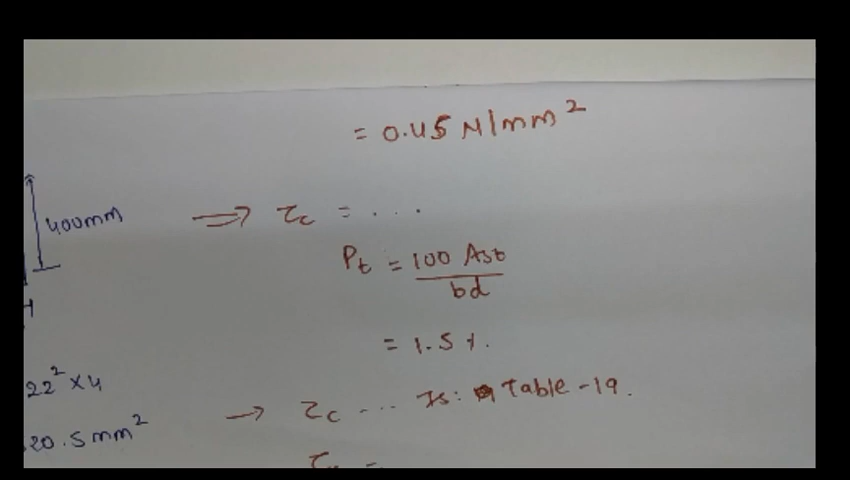 = 0.45 N/mm²
400mm
⇒ τc = ...
Pt = 100 Ast
bd
= 1.5 %.
22² × 4
→ τc ... Is: Table-19.
20.5 mm²